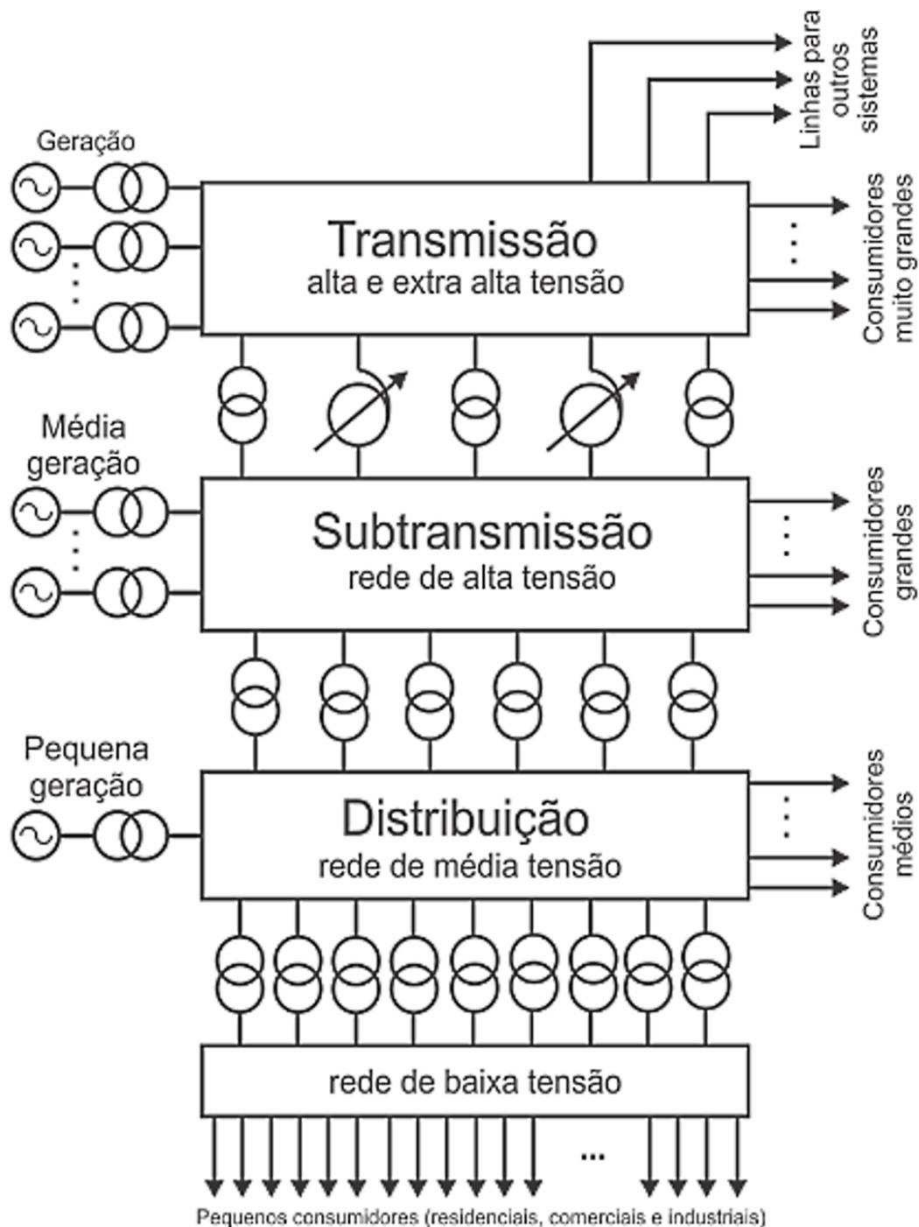 Linhas para
outros
sistemas
Geração
Transmissão
alta e extra alta tensão
Consumidores
muito grandes
Média
geração
Subtransmissão
rede de alta tensão
Consumidores
grandes
Pequena
geração
Distribuição
rede de média tensão
Consumidores
médios
rede de baixa tensão
...
Pequenos consumidores (residenciais, comerciais e industriais)